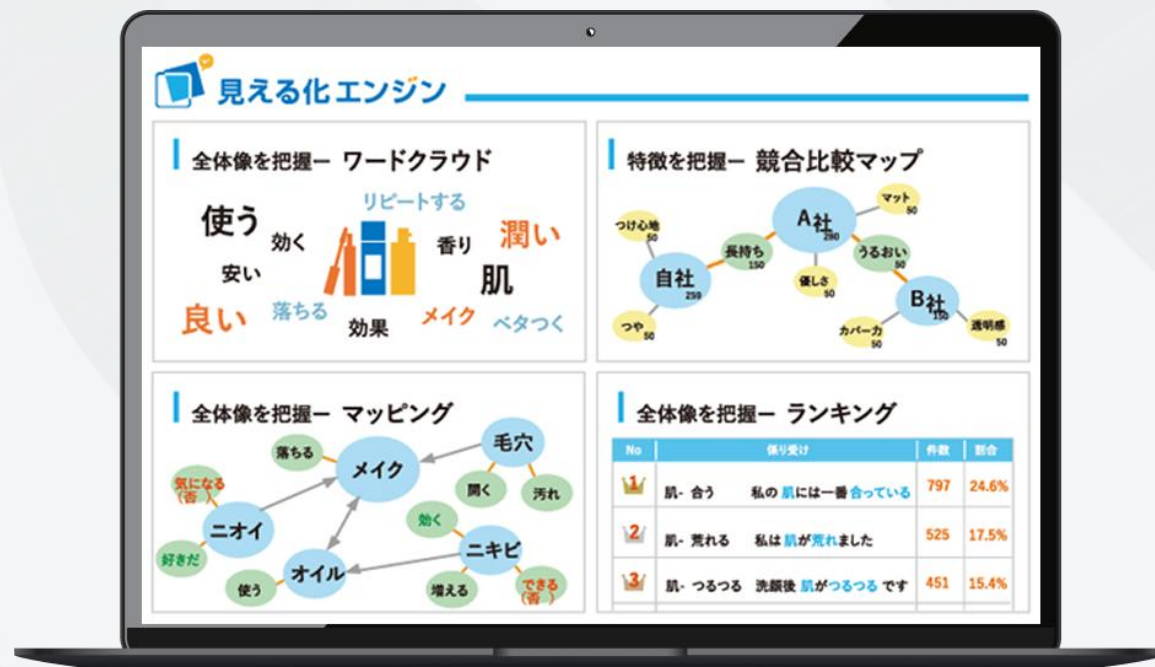 見える化エンジン
全体像を把握ー ワードクラウド
リピートする
使う
効く
香り
潤い
安い
肌
良い
落ちる
効果
メイク
ベタつく
特徴を把握ー 競合比較マップ
マット
50
つけ心地
50
A社
280
長持ち
150
うるおい
50
自社
250
優しさ
50
B社
150
つや
50
カバー力
50
透明感
50
全体像を把握ー マッピング
落ちる
メイク
毛穴
気になる
(否 )
開く
汚れ
ニオイ
効く
好きだ
ニキビ
オイル
使う
増える
できる
(否 )
全体像を把握ー ランキング
No 係り受け 件数 割合
1 肌- 合う 私の 肌には一番 合っている 797 24.6%
2 肌- 荒れる 私は 肌が荒れました 525 17.5%
3 肌- つるつる 洗顔後 肌がつるつる です 451 15.4%